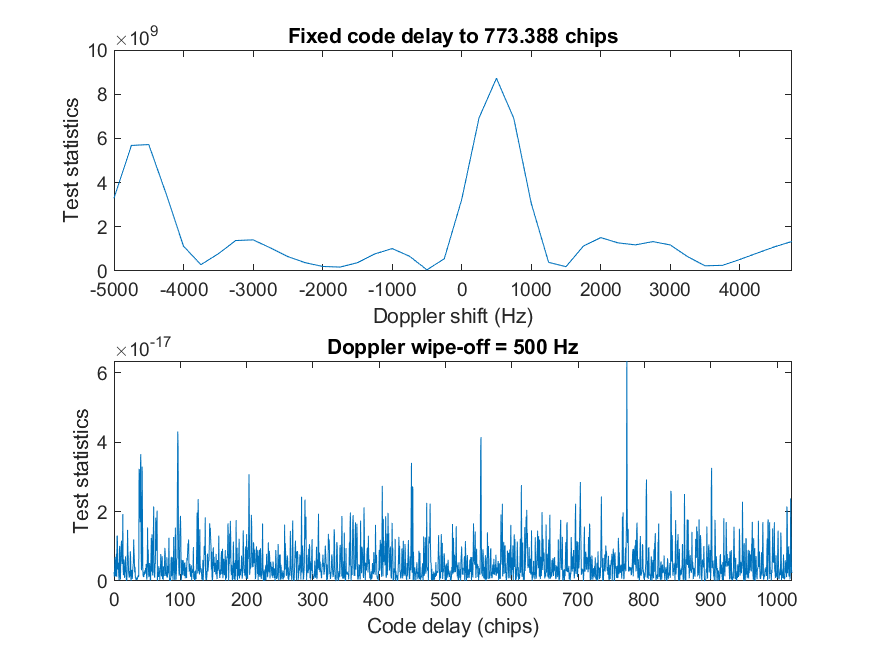 ×10^9
Fixed code delay to 773.388 chips
10
8
6
4
2
0
Test statistics
-5000 -4000 -3000 -2000 -1000 0 1000 2000 3000 4000
Doppler shift (Hz)
×10^-17
Doppler wipe-off = 500 Hz
6
4
2
0
Test statistics
0 100 200 300 400 500 600 700 800 900 1000
Code delay (chips)